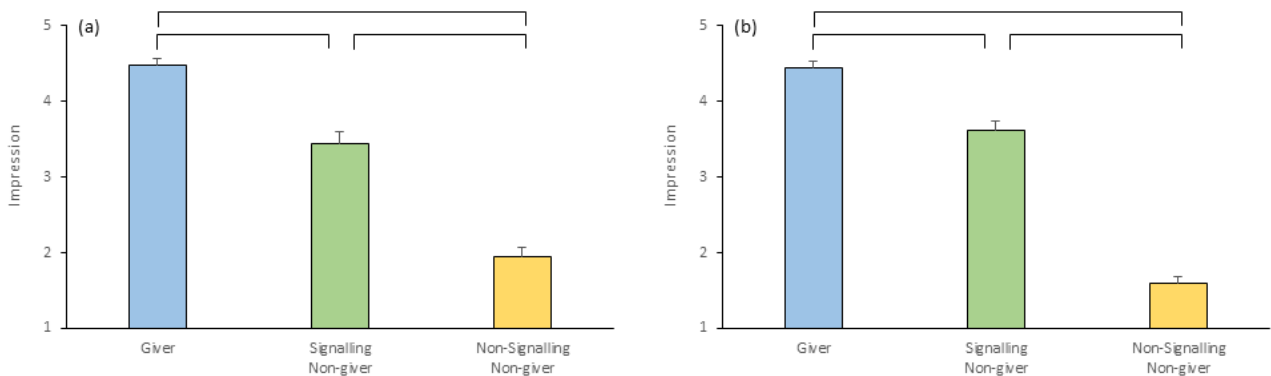 (a)
5
4
3
2
1
Impression
Giver
Signalling
Non-giver
Non-Signalling
Non-giver
(b)
5
4
3
2
1
Impression
Giver
Signalling
Non-giver
Non-Signalling
Non-giver